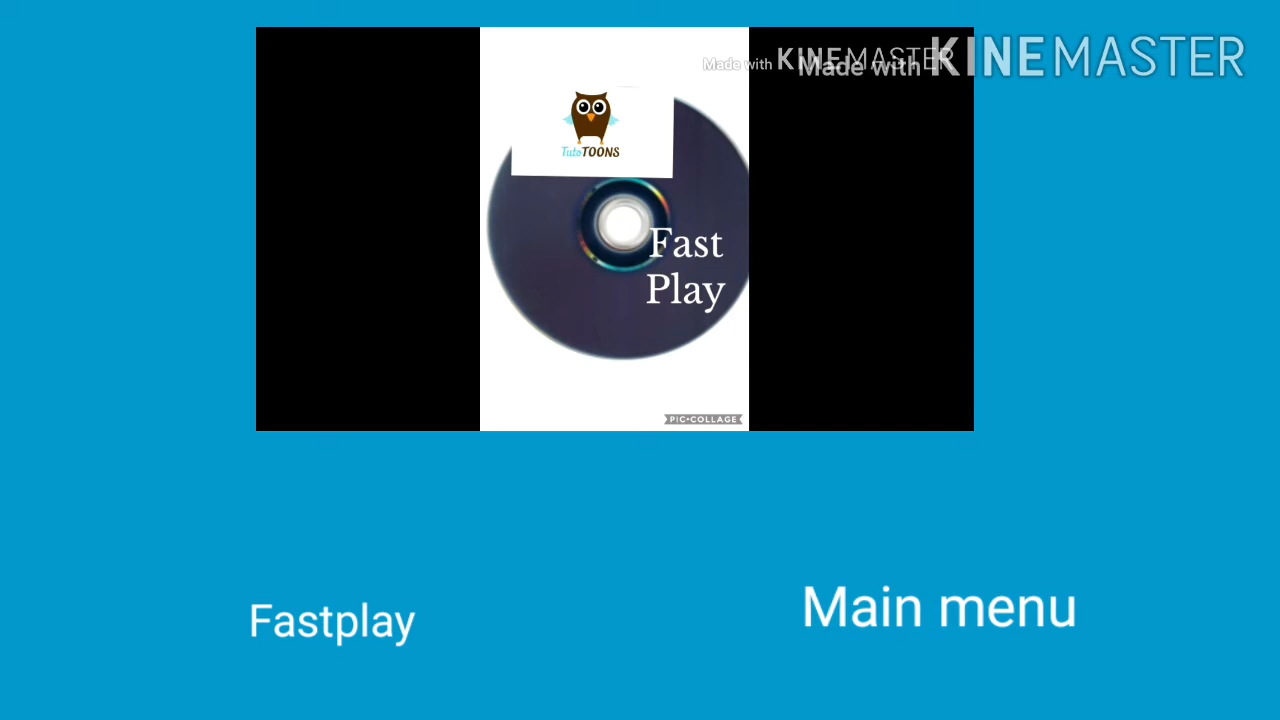 Made with KINEMASTER
Made with KINEMASTER
TutoTOONS
Fast
Play
PIC•COLLAGE
Fastplay
Main menu